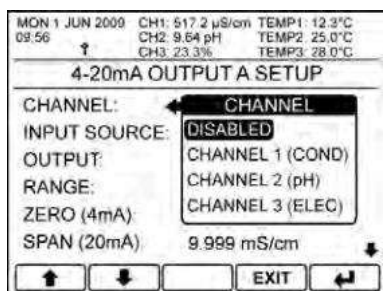 MON 1 JUN 2009 CH1: 517.2 µS/cm TEMP1: 12.3°C
09:56 CH2: 9.64 pH TEMP2: 25.0°C
CH3: 23.3% TEMP3: 28.0°C
4-20mA OUTPUT A SETUP
CHANNEL: CHANNEL
INPUT SOURCE: DISABLED
OUTPUT: CHANNEL 1 (COND)
RANGE: CHANNEL 2 (pH)
ZERO (4mA): CHANNEL 3 (ELEC)
SPAN (20mA): 9.999 mS/cm
EXIT